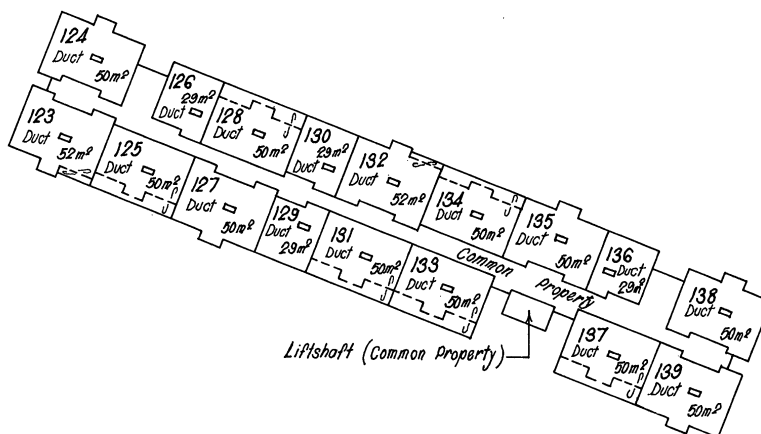 124
Duct
50m²
126
29m²
Duct
128
Duct
50m²
130
29m²
Duct
132
Duct
52m²
134
Duct
50m²
135
Duct
50m²
136
Duct
29m²
138
Duct
50m²
123
Duct
52m²
125
Duct
50m²
127
Duct
50m²
129
Duct
29m²
131
Duct
50m²
133
Duct
50m²
Common Property
137
Duct
50m²
139
Duct
50m²
Liftshaft (Common Property)